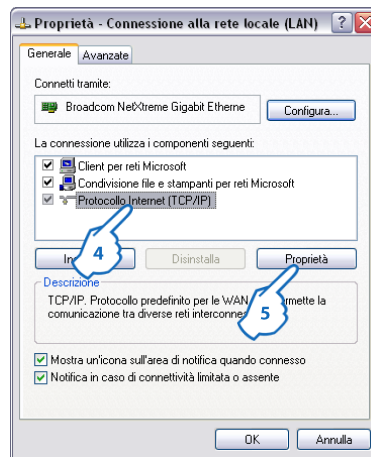 Proprietà - Connessione alla rete locale (LAN)
Generale
Avanzate
Connetti tramite:
Broadcom NetXtreme Gigabit Etherne
Configura...
La connessione utilizza i componenti seguenti:
Client per reti Microsoft
Condivisione file e stampanti per reti Microsoft
Protocollo Internet (TCP/IP)
4
Disinstalla
Proprietà
5
Descrizione
TCP/IP. Protocollo predefinito per le WAN
comunicazione tra diverse reti
la
Mostra un'icona sull'area di notifica quando connesso
Notifica in caso di connettività limitata o assente
OK
Annulla